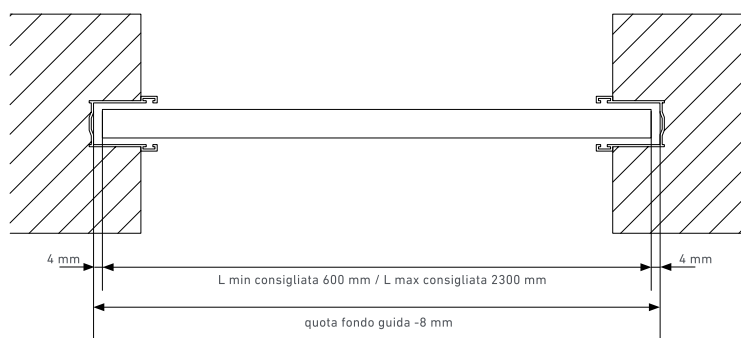 4 mm
4 mm
L min consigliata 600 mm / L max consigliata 2300 mm
quota fondo guida -8 mm